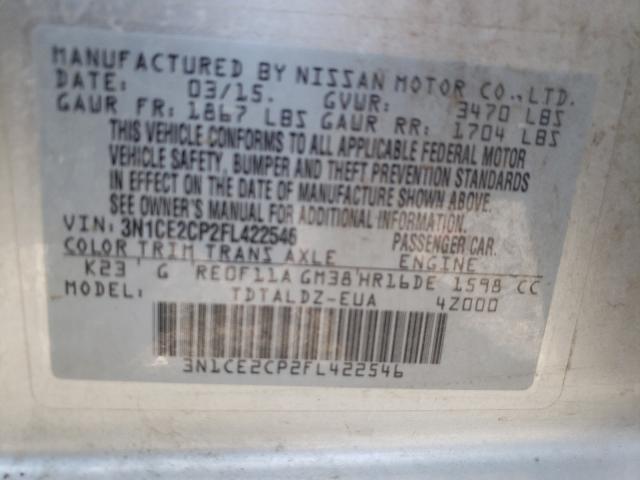 MANUFACTURED BY NISSAN MOTOR CO.,LTD.
DATE: 03/15. GVWR: 3470 LBS
GAWR FR: 1867 LBS GAWR RR: 1704 LBS
THIS VEHICLE CONFORMS TO ALL APPLICABLE FEDERAL MOTOR
VEHICLE SAFETY, BUMPER AND THEFT PREVENTION STANDARDS
IN EFFECT ON THE DATE OF MANUFACTURE SHOWN ABOVE.
SEE OWNER'S MANUAL FOR ADDITIONAL INFORMATION.
VIN: 3N1CE2CP2FL422546 PASSENGER CAR.
COLOR TRIM TRANS AXLE ENGINE
K23 G RE0F11A GM38 HR16DE 1598 CC
MODEL: TDTALDZ-EUA 4Z000
3N1CE2CP2FL422546